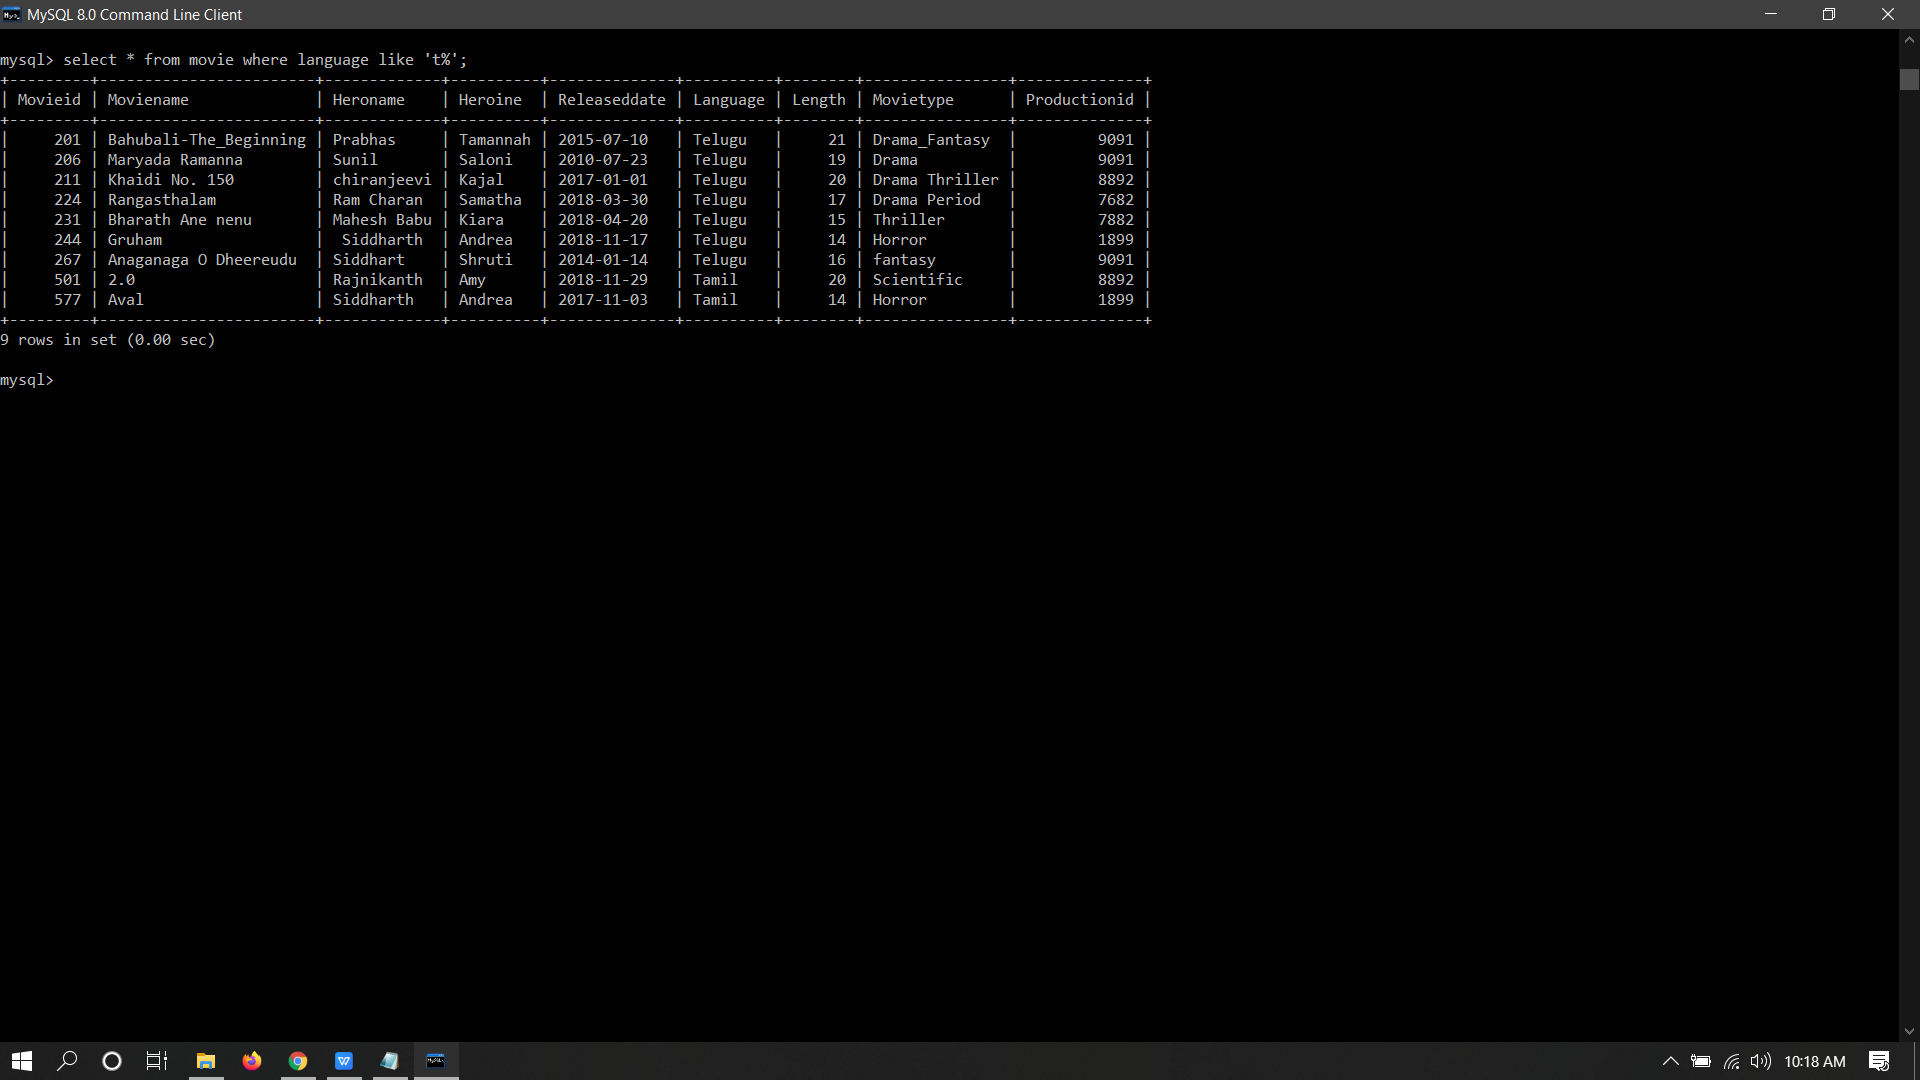 MySQL 8.0 Command Line Client
mysql> select * from movie where language like 't%';
+---------+------------------------+-------------+----------+--------------+----------+--------+----------------+--------------+
| Movieid | Moviename              | Heroname    | Heroine  | Releaseddate | Language | Length | Movietype      | Productionid |
+---------+------------------------+-------------+----------+--------------+----------+--------+----------------+--------------+
|     201 | Bahubali-The_Beginning | Prabhas     | Tamannah | 2015-07-10   | Telugu   |     21 | Drama_Fantasy  |         9091 |
|     206 | Maryada Ramanna        | Sunil       | Saloni   | 2010-07-23   | Telugu   |     19 | Drama          |         9091 |
|     211 | Khaidi No. 150         | chiranjeevi | Kajal    | 2017-01-01   | Telugu   |     20 | Drama Thriller |         8892 |
|     224 | Rangasthalam           | Ram Charan  | Samatha  | 2018-03-30   | Telugu   |     17 | Drama Period   |         7682 |
|     231 | Bharath Ane nenu       | Mahesh Babu | Kiara    | 2018-04-20   | Telugu   |     15 | Thriller       |         7882 |
|     244 | Gruham                 |  Siddharth  | Andrea   | 2018-11-17   | Telugu   |     14 | Horror         |         1899 |
|     267 | Anaganaga O Dheereudu  | Siddhart    | Shruti   | 2014-01-14   | Telugu   |     16 | fantasy        |         9091 |
|     501 | 2.0                    | Rajnikanth  | Amy      | 2018-11-29   | Tamil    |     20 | Scientific     |         8892 |
|     577 | Aval                   | Siddharth   | Andrea   | 2017-11-03   | Tamil    |     14 | Horror         |         1899 |
+---------+------------------------+-------------+----------+--------------+----------+--------+----------------+--------------+
9 rows in set (0.00 sec)
mysql>
10:18 AM